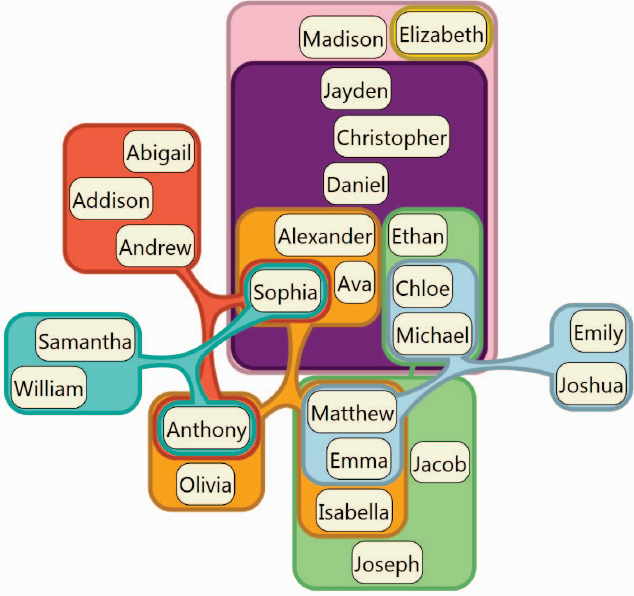 Madison
Elizabeth
Jayden
Christopher
Abigail
Daniel
Addison
Andrew
Alexander
Ethan
Sophia
Ava
Chloe
Samantha
Michael
Emily
William
Joshua
Anthony
Matthew
Olivia
Emma
Jacob
Isabella
Joseph